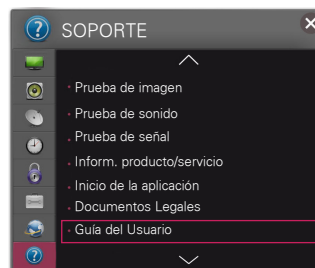 SOPORTE
Prueba de imagen
Prueba de sonido
Prueba de señal
Inform. producto/servicio
Inicio de la aplicación
Documentos Legales
Guía del Usuario